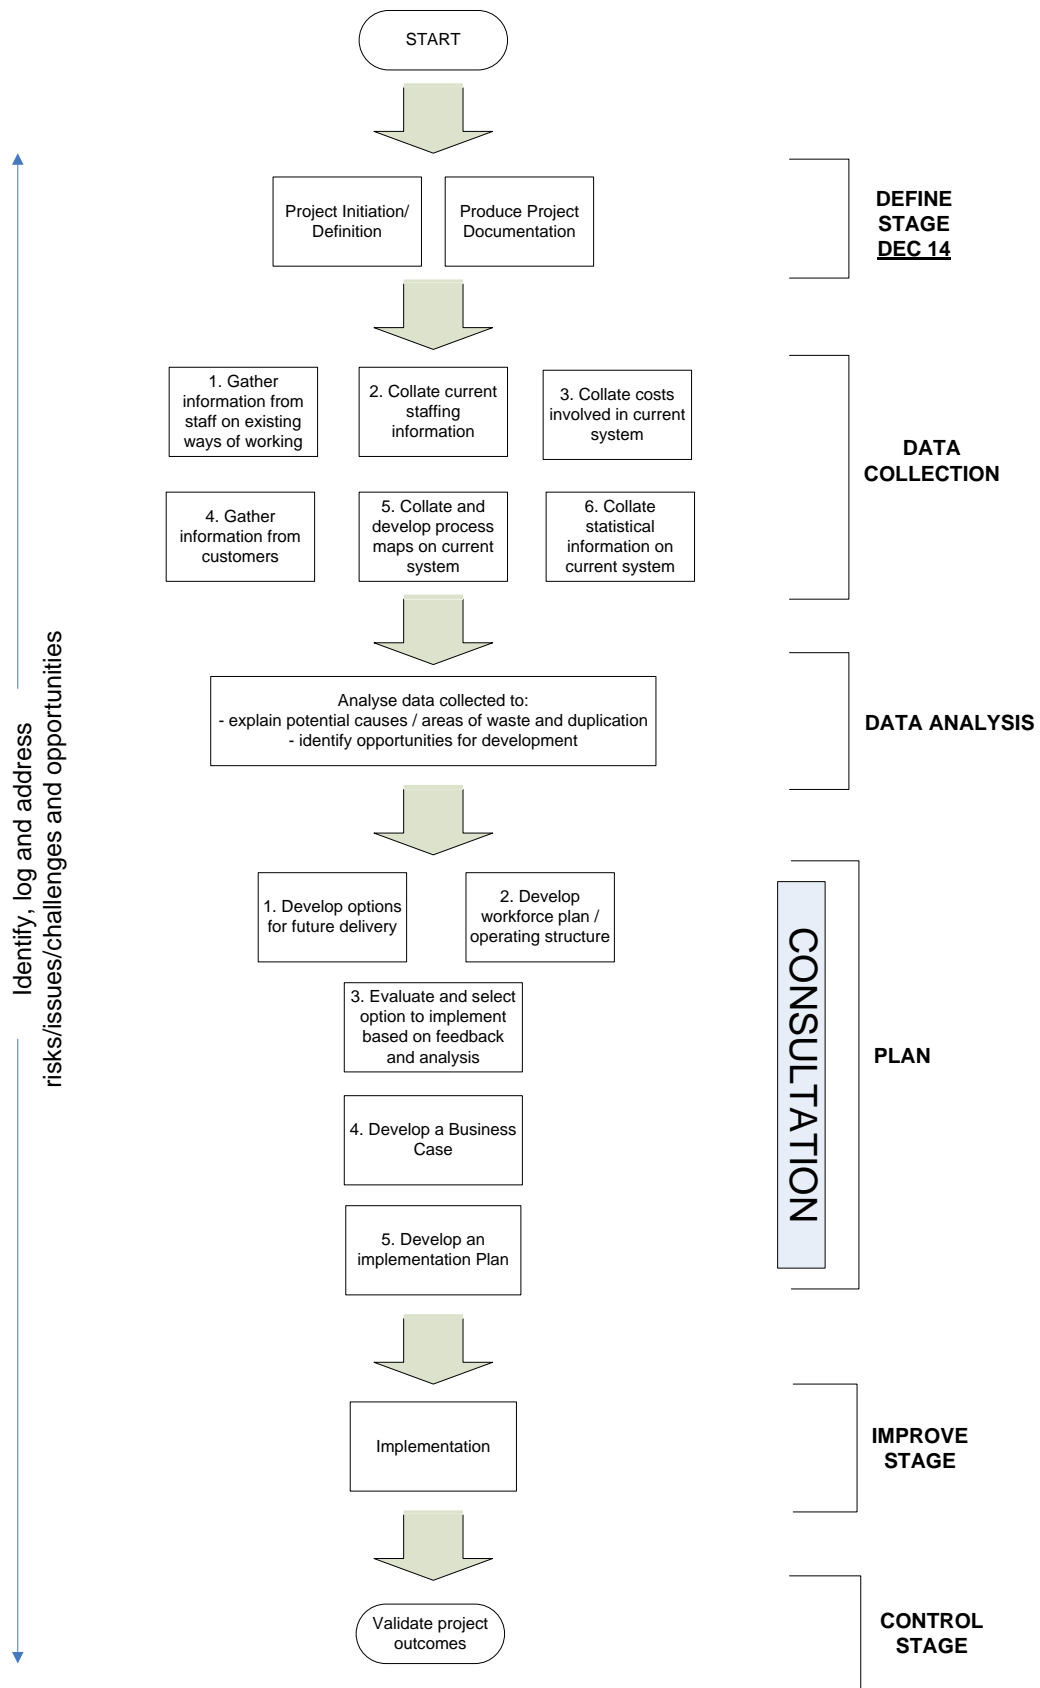 START
Project Initiation/
Definition
Produce Project
Documentation
DEFINE
STAGE
DEC 14
1. Gather
information from
staff on existing
ways of working
2. Collate current
staffing
information
3. Collate costs
involved in current
system
4. Gather
information from
customers
5. Collate and
develop process
maps on current
system
6. Collate
statistical
information on
current system
DATA
COLLECTION
Analyse data collected to:
- explain potential causes / areas of waste and duplication
- identify opportunities for development
DATA ANALYSIS
Identify, log and address
risks/issues/challenges and opportunities
1. Develop options
for future delivery
2. Develop
workforce plan /
operating structure
3. Evaluate and select
option to implement
based on feedback
and analysis
4. Develop a Business
Case
5. Develop an
implementation Plan
CONSULTATION
PLAN
Implementation
IMPROVE
STAGE
Validate project
outcomes
CONTROL
STAGE